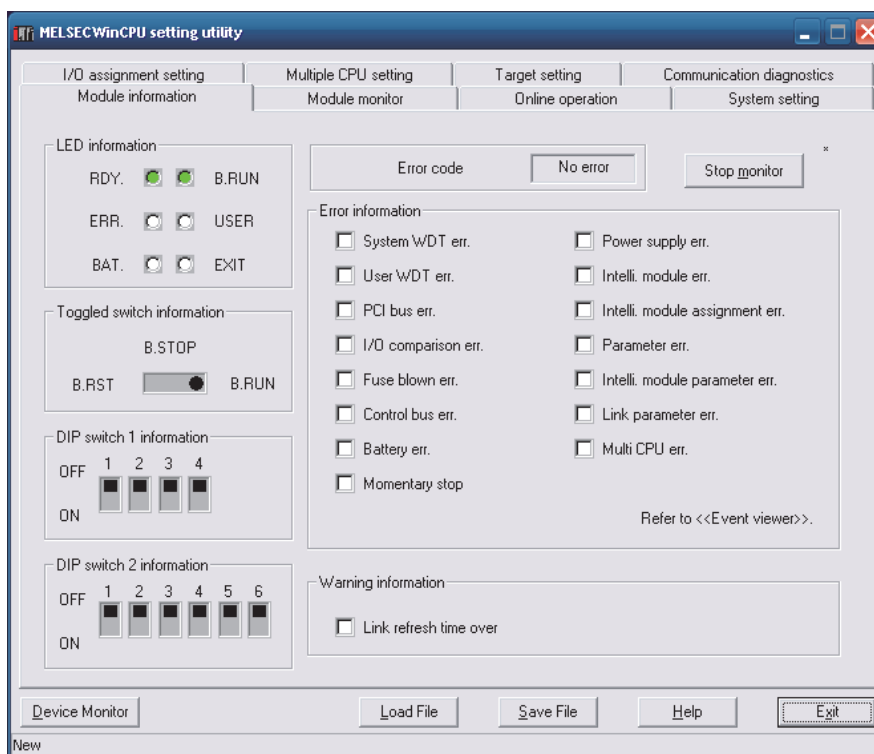 MELSECWinCPU setting utility
I/O assignment setting
Multiple CPU setting
Target setting
Communication diagnostics
Module information
Module monitor
Online operation
System setting
LED information
RDY.
B.RUN
ERR.
USER
BAT.
EXIT
Toggled switch information
B.STOP
B.RST
B.RUN
DIP switch 1 information
OFF
1 2 3 4
ON
DIP switch 2 information
OFF
1 2 3 4 5 6
ON
Error code
No error
Stop monitor
*
Error information
System WDT err.
User WDT err.
PCI bus err.
I/O comparison err.
Fuse blown err.
Control bus err.
Battery err.
Momentary stop
Power supply err.
Intelli. module err.
Intelli. module assignment err.
Parameter err.
Intelli. module parameter err.
Link parameter err.
Multi CPU err.
Refer to <<Event viewer>>.
Warning information
Link refresh time over
Device Monitor
Load File
Save File
Help
Exit
New